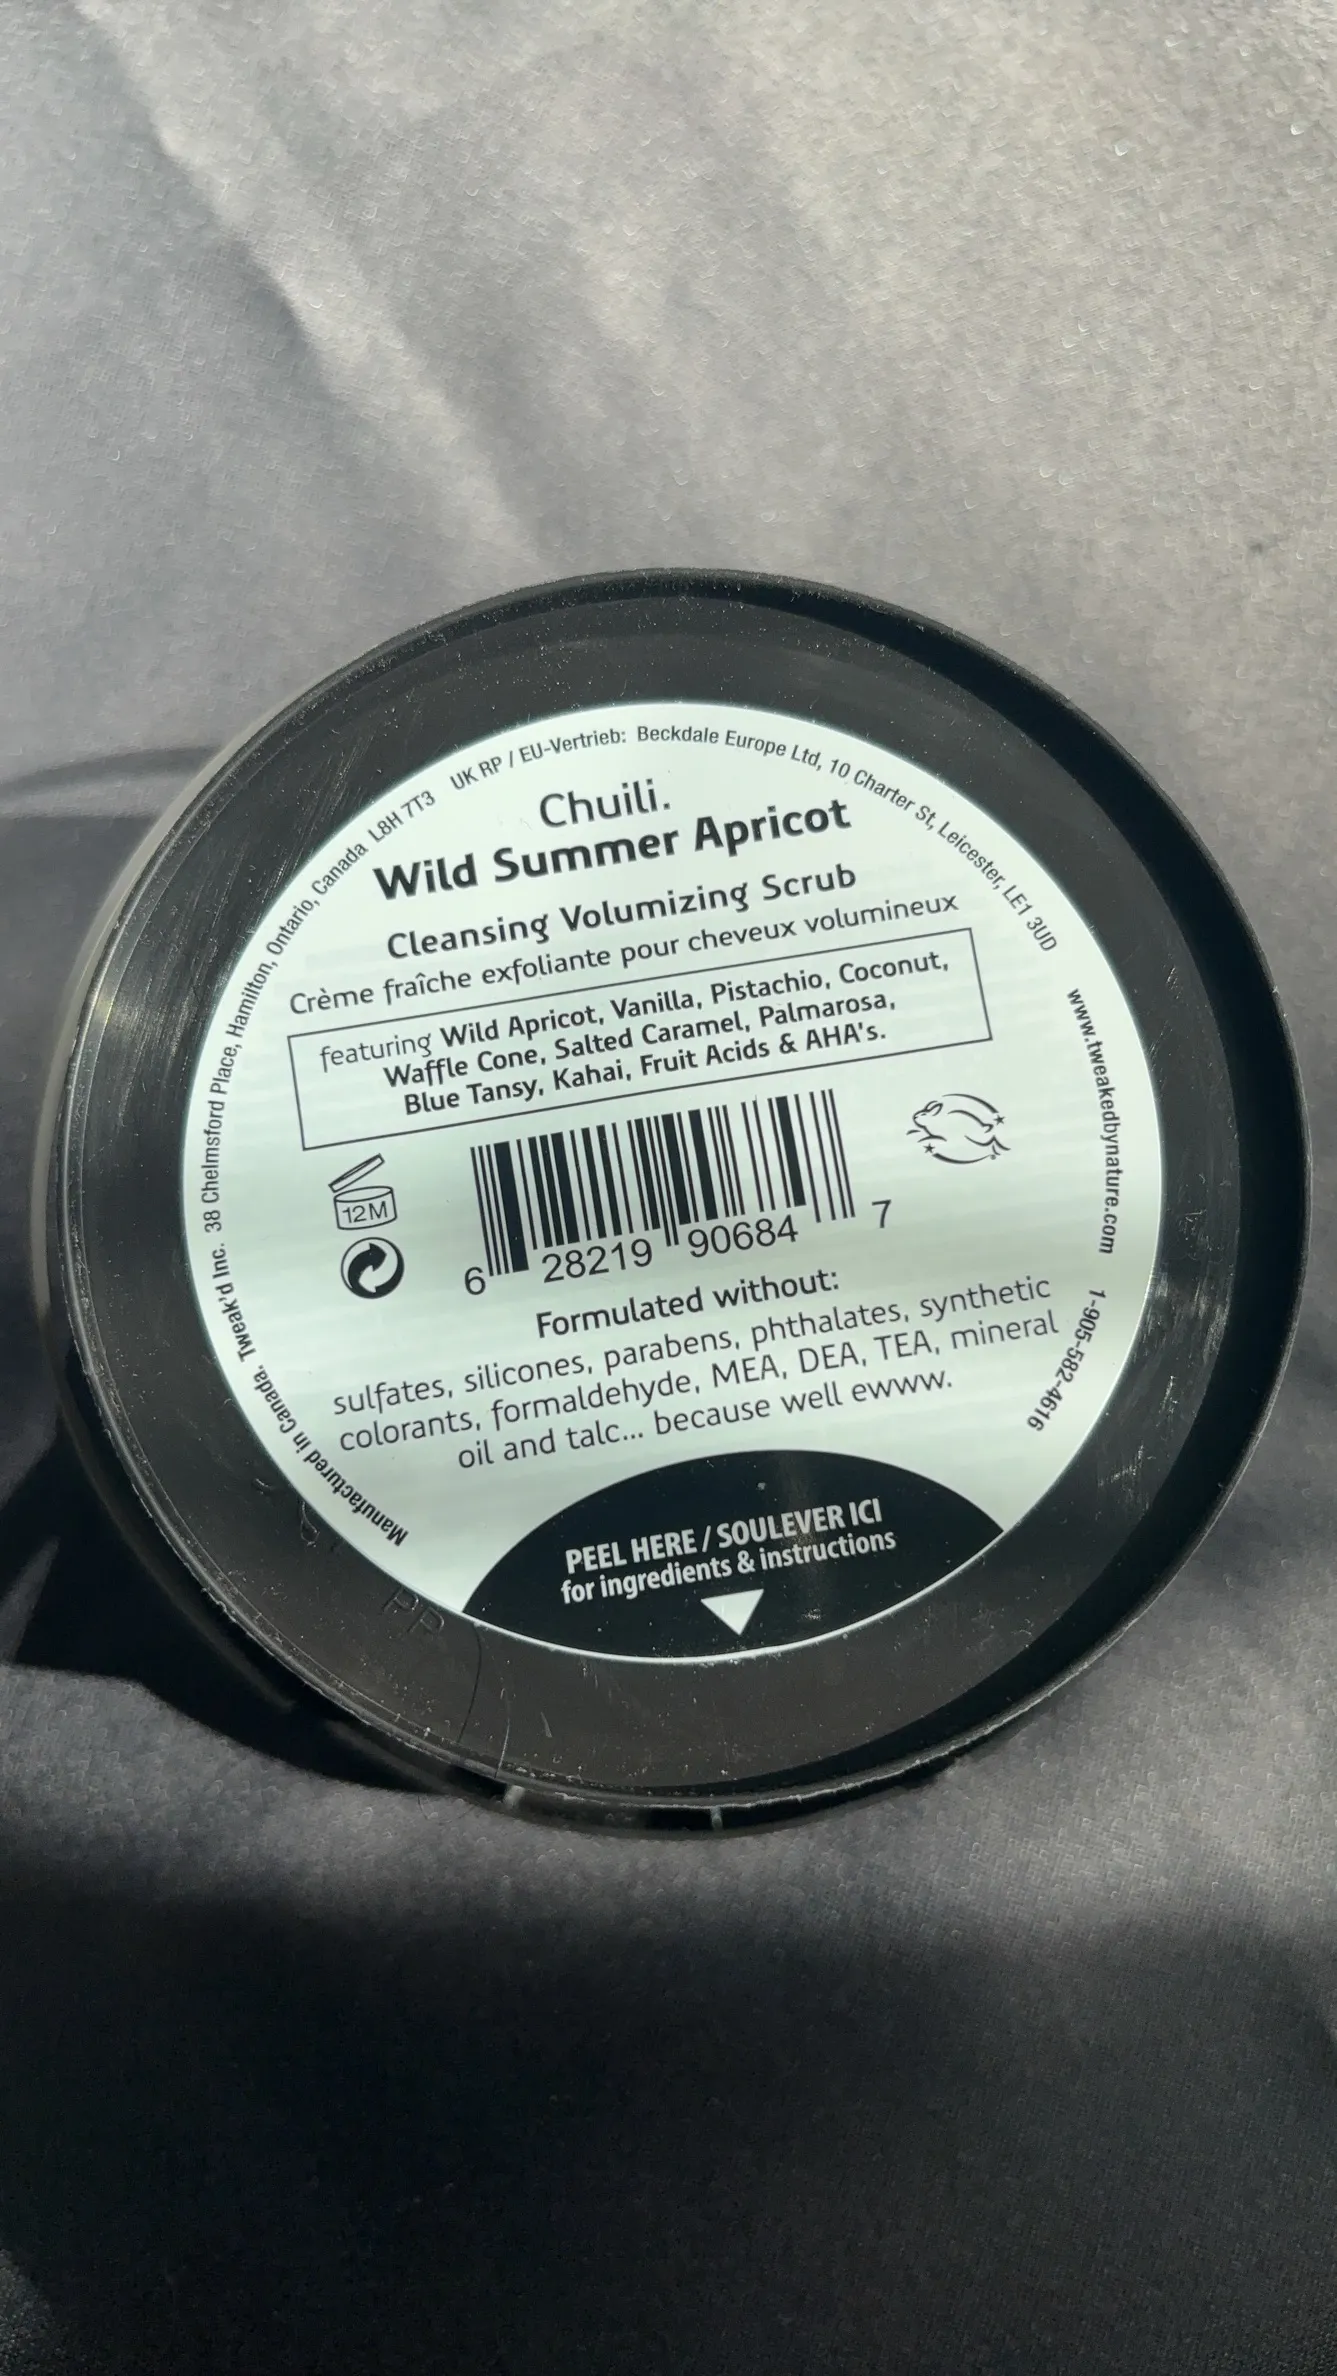 Manufactured in Canada. Tweak'd Inc. 38 Chelmsford Place, Hamilton, Ontario, Canada L8H 7T3 UK RP / EU-Vertrieb: Beckdale Europe Ltd, 10 Charter St, Leicester, LE1 3UD
www.tweakedbynature.com 1-905-582-4616
Chuili.
Wild Summer Apricot
Cleansing Volumizing Scrub
Crème fraîche exfoliante pour cheveux volumineux
featuring Wild Apricot, Vanilla, Pistachio, Coconut,
Waffle Cone, Salted Caramel, Palmarosa,
Blue Tansy, Kahai, Fruit Acids & AHA's.
12M
6 28219 90684 7
Formulated without:
sulfates, silicones, parabens, phthalates, synthetic
colorants, formaldehyde, MEA, DEA, TEA, mineral
oil and talc... because well ewww.
PEEL HERE / SOULEVER ICI
for ingredients & instructions
PP